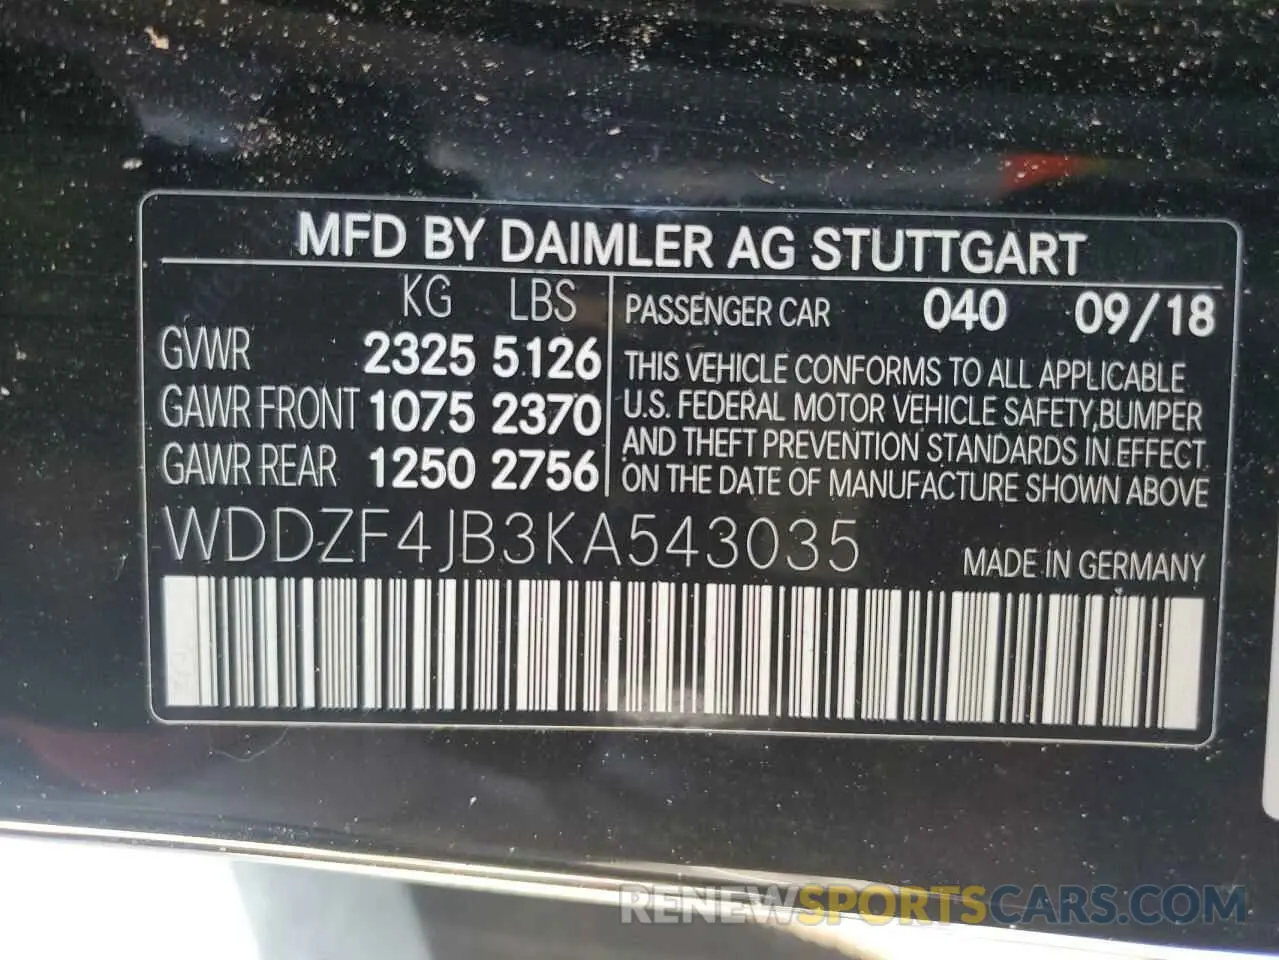 MFD BY DAIMLER AG STUTTGART
KG LBS
GVWR 2325 5126
GAWR FRONT 1075 2370
GAWR REAR 1250 2756
PASSENGER CAR 040 09/18
THIS VEHICLE CONFORMS TO ALL APPLICABLE
U.S. FEDERAL MOTOR VEHICLE SAFETY,BUMPER
AND THEFT PREVENTION STANDARDS IN EFFECT
ON THE DATE OF MANUFACTURE SHOWN ABOVE
WDDZF4JB3KA543035
MADE IN GERMANY
RENEWSPORTSCARS.COM